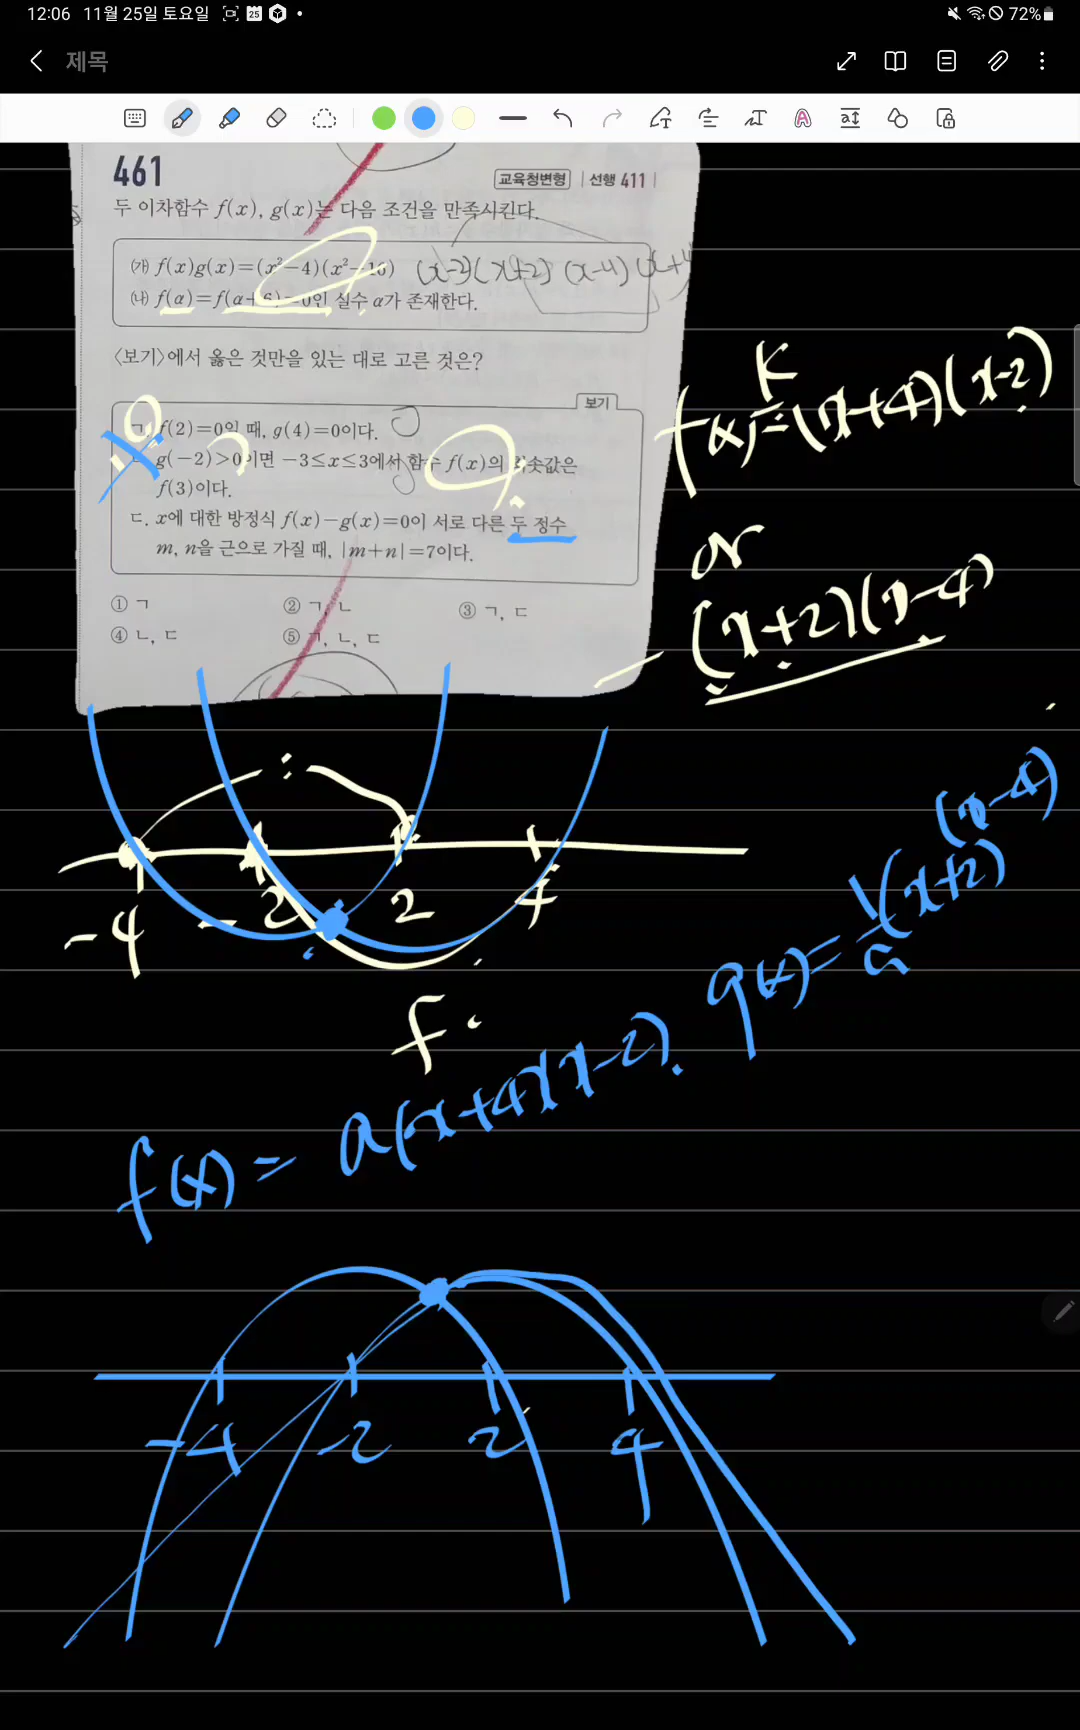 12:06 11월 25일 토요일 25 72%
제목
461
교육청변형 | 선행 411 |
두 이차함수 f(x), g(x)는 다음 조건을 만족시킨다.
㈎ f(x)g(x)=(x²-4)(x²-16) (x-2)(x+2)(x-4)(x+4)
㈏ f(α)=f(α+6)=0인 실수 α가 존재한다.
<보기>에서 옳은 것만을 있는 대로 고른 것은?
보기
ㄱ. f(2)=0일 때, g(4)=0이다.
ㄴ. g(-2)>0이면 -3≤x≤3에서 함수 f(x)의 최솟값은
f(3)이다.
ㄷ. x에 대한 방정식 f(x)-g(x)=0이 서로 다른 두 정수
m, n을 근으로 가질 때, |m+n|=7이다.
① ㄱ ② ㄱ, ㄴ ③ ㄱ, ㄷ
④ ㄴ, ㄷ ⑤ ㄱ, ㄴ, ㄷ
K
f(x)=(x+4)(x-2)
or
(x+2)(x-4)
-4 -2 2 4
f
f(x)= a(x+4)(x-2). g(x)= 1/a (x+2)(x-4)
-4 -2 2 4